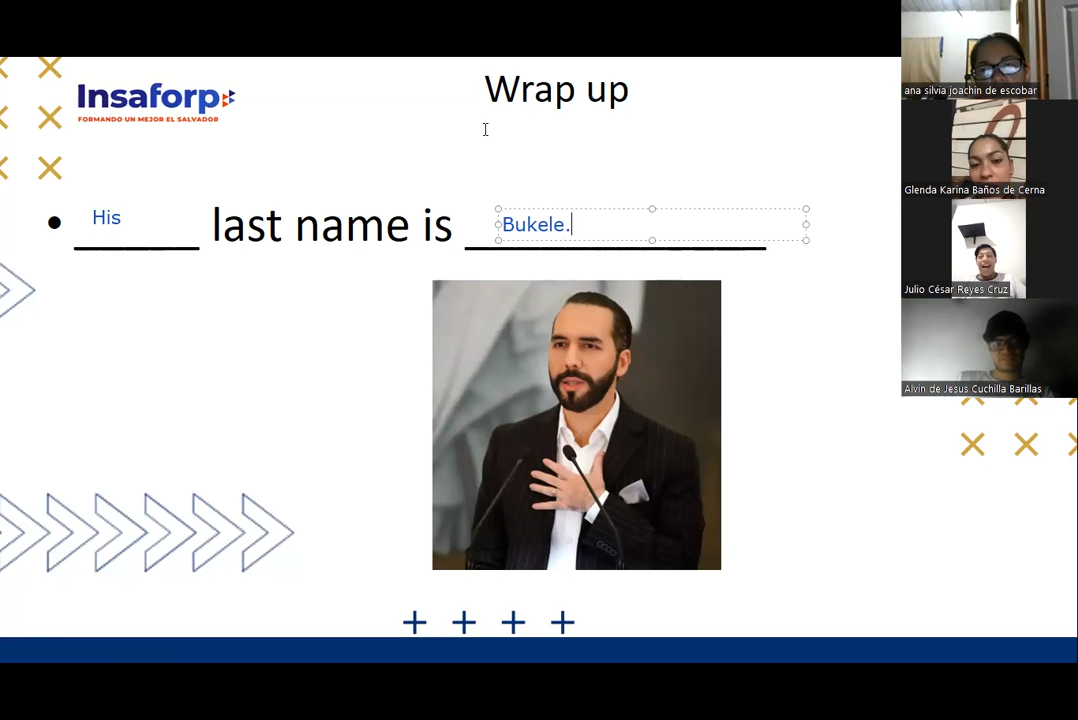 Wrap up
Insaforp
FORMANDO UN MEJOR EL SALVADOR
• His last name is Bukele.
ana silvia joachin de escobar
Glenda Karina Baños de Cerna
Julio César Reyes Cruz
Alvin de Jesus Cuchilla Barillas